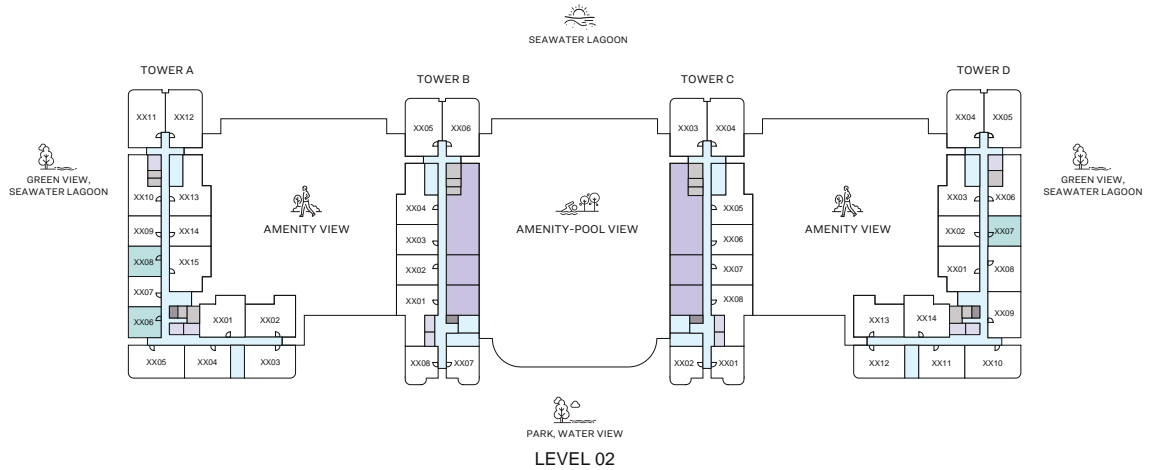 SEAWATER LAGOON
TOWER A
TOWER B
TOWER C
TOWER D
XX11
XX12
XX10
XX13
XX09
XX14
XX08
XX15
XX07
XX06
XX01
XX02
XX05
XX04
XX03
GREEN VIEW,
SEAWATER LAGOON
AMENITY VIEW
XX05
XX06
XX04
XX03
XX02
XX01
XX08
XX07
AMENITY-POOL VIEW
XX03
XX04
XX05
XX06
XX07
XX08
XX02
XX01
AMENITY VIEW
XX04
XX05
XX03
XX06
XX02
XX07
XX01
XX08
XX09
XX13
XX14
XX12
XX11
XX10
GREEN VIEW,
SEAWATER LAGOON
PARK, WATER VIEW
LEVEL 02